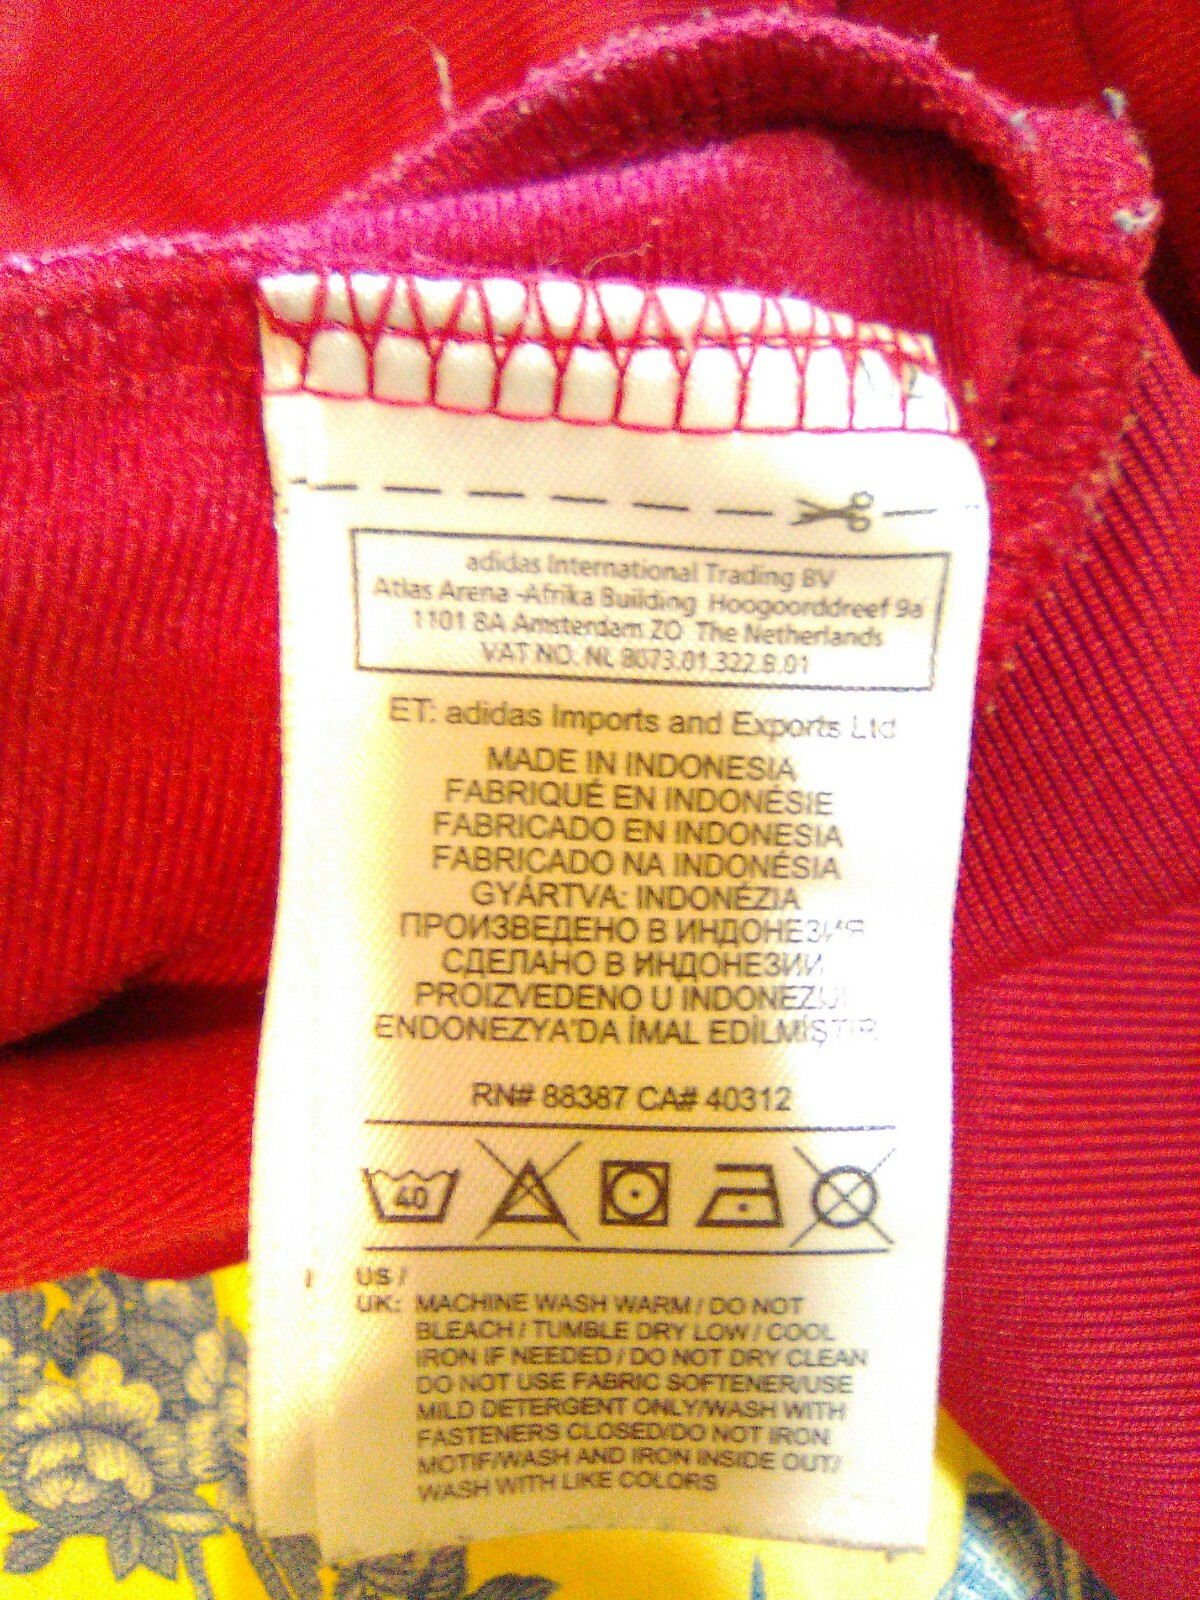 adidas International Trading BV
Atlas Arena -Afrika Building Hoogoorddreef 9a
1101 BA Amsterdam ZO The Netherlands
VAT NO. NL 8073.01.322.B.01
ET: adidas Imports and Exports Ltd
MADE IN INDONESIA
FABRIQUÉ EN INDONÉSIE
FABRICADO EN INDONESIA
FABRICADO NA INDONÉSIA
GYÁRTVA: INDONÉZIA
ПРОИЗВЕДЕНО В ИНДОНЕЗИЯ
СДЕЛАНО В ИНДОНЕЗИИ
PROIZVEDENO U INDONEZIJI
ENDONEZYA'DA İMAL EDİLMİŞTİR
RN# 88387 CA# 40312
40
US /
UK: MACHINE WASH WARM / DO NOT
BLEACH / TUMBLE DRY LOW / COOL
IRON IF NEEDED / DO NOT DRY CLEAN
DO NOT USE FABRIC SOFTENER/USE
MILD DETERGENT ONLY/WASH WITH
FASTENERS CLOSED/DO NOT IRON
MOTIF/WASH AND IRON INSIDE OUT/
WASH WITH LIKE COLORS